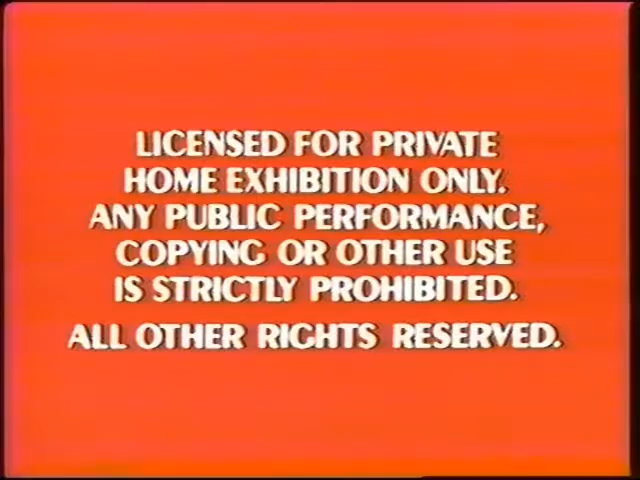 LICENSED FOR PRIVATE
HOME EXHIBITION ONLY.
ANY PUBLIC PERFORMANCE,
COPYING OR OTHER USE
IS STRICTLY PROHIBITED.
ALL OTHER RIGHTS RESERVED.